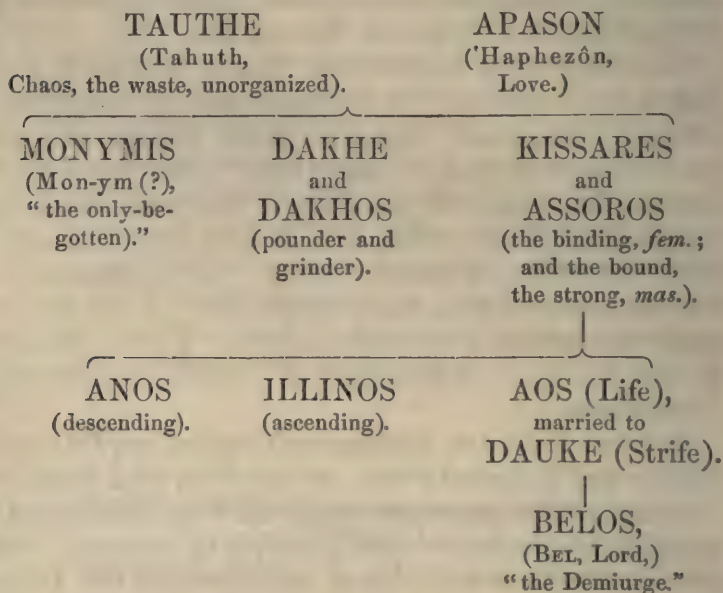 TAUTHE
(Tahuth,
Chaos, the waste, unorganized).
APASON
('Haphezôn,
Love.)
MONYMIS
(Mon-ym (?),
“ the only-be-
gotten).”
DAKHE
and
DAKHOS
(pounder and
grinder).
KISSARES
and
ASSOROS
(the binding, fem.;
and the bound,
the strong, mas.).
ANOS
(descending).
ILLINOS
(ascending).
AOS (Life),
married to
DAUKE (Strife).
BELOS,
(BEL, Lord,)
“ the Demiurge.”